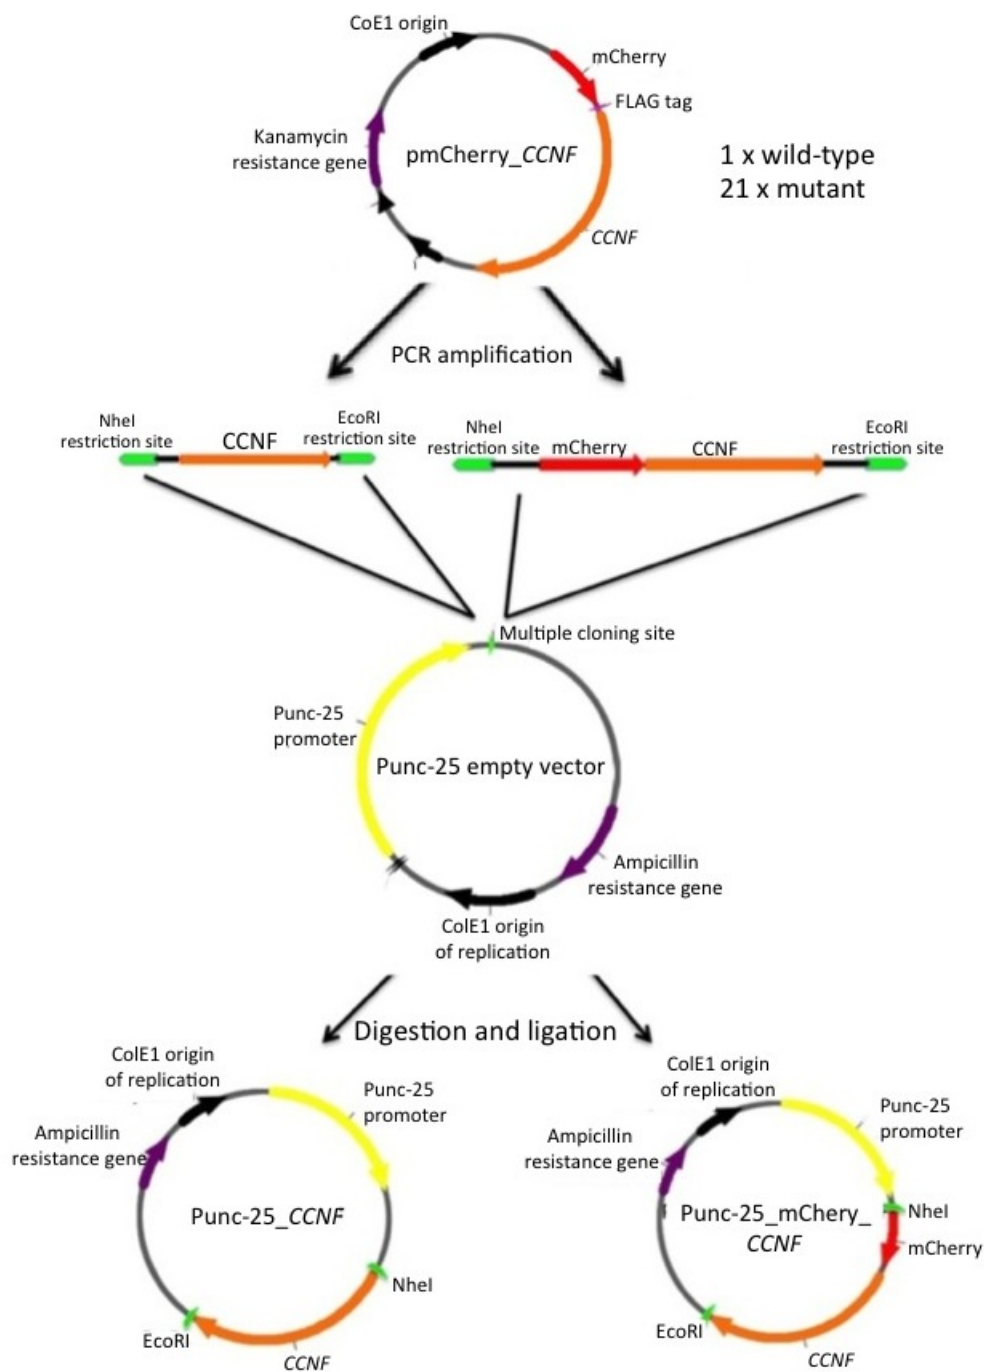 CoE1 origin
mCherry
FLAG tag
Kanamycin
resistance gene
pmCherry_CCNF
1 x wild-type
21 x mutant
CCNF
PCR amplification
NheI
restriction site
CCNF
EcoRI
restriction site
NheI
restriction site
mCherry
CCNF
EcoRI
restriction site
Multiple cloning site
Punc-25
promoter
Punc-25 empty vector
Ampicillin
resistance gene
ColE1 origin
of replication
Digestion and ligation
ColE1 origin
of replication
Punc-25
promoter
Ampicillin
resistance gene
Punc-25_CCNF
NheI
EcoRI
CCNF
ColE1 origin
of replication
Punc-25
promoter
Ampicillin
resistance gene
Punc-25_mChery_
CCNF
NheI
mCherry
EcoRI
CCNF